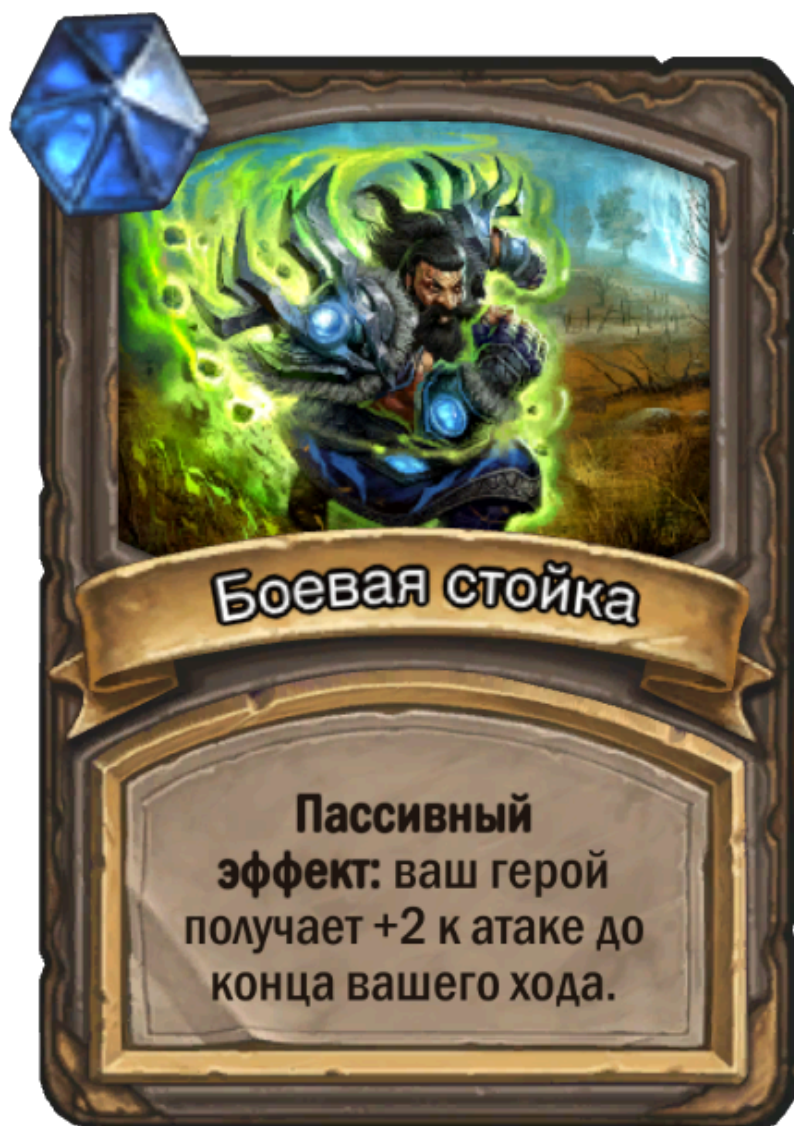 Боевая стойка
Пассивный
эффект: ваш герой
получает +2 к атаке до
конца вашего хода.